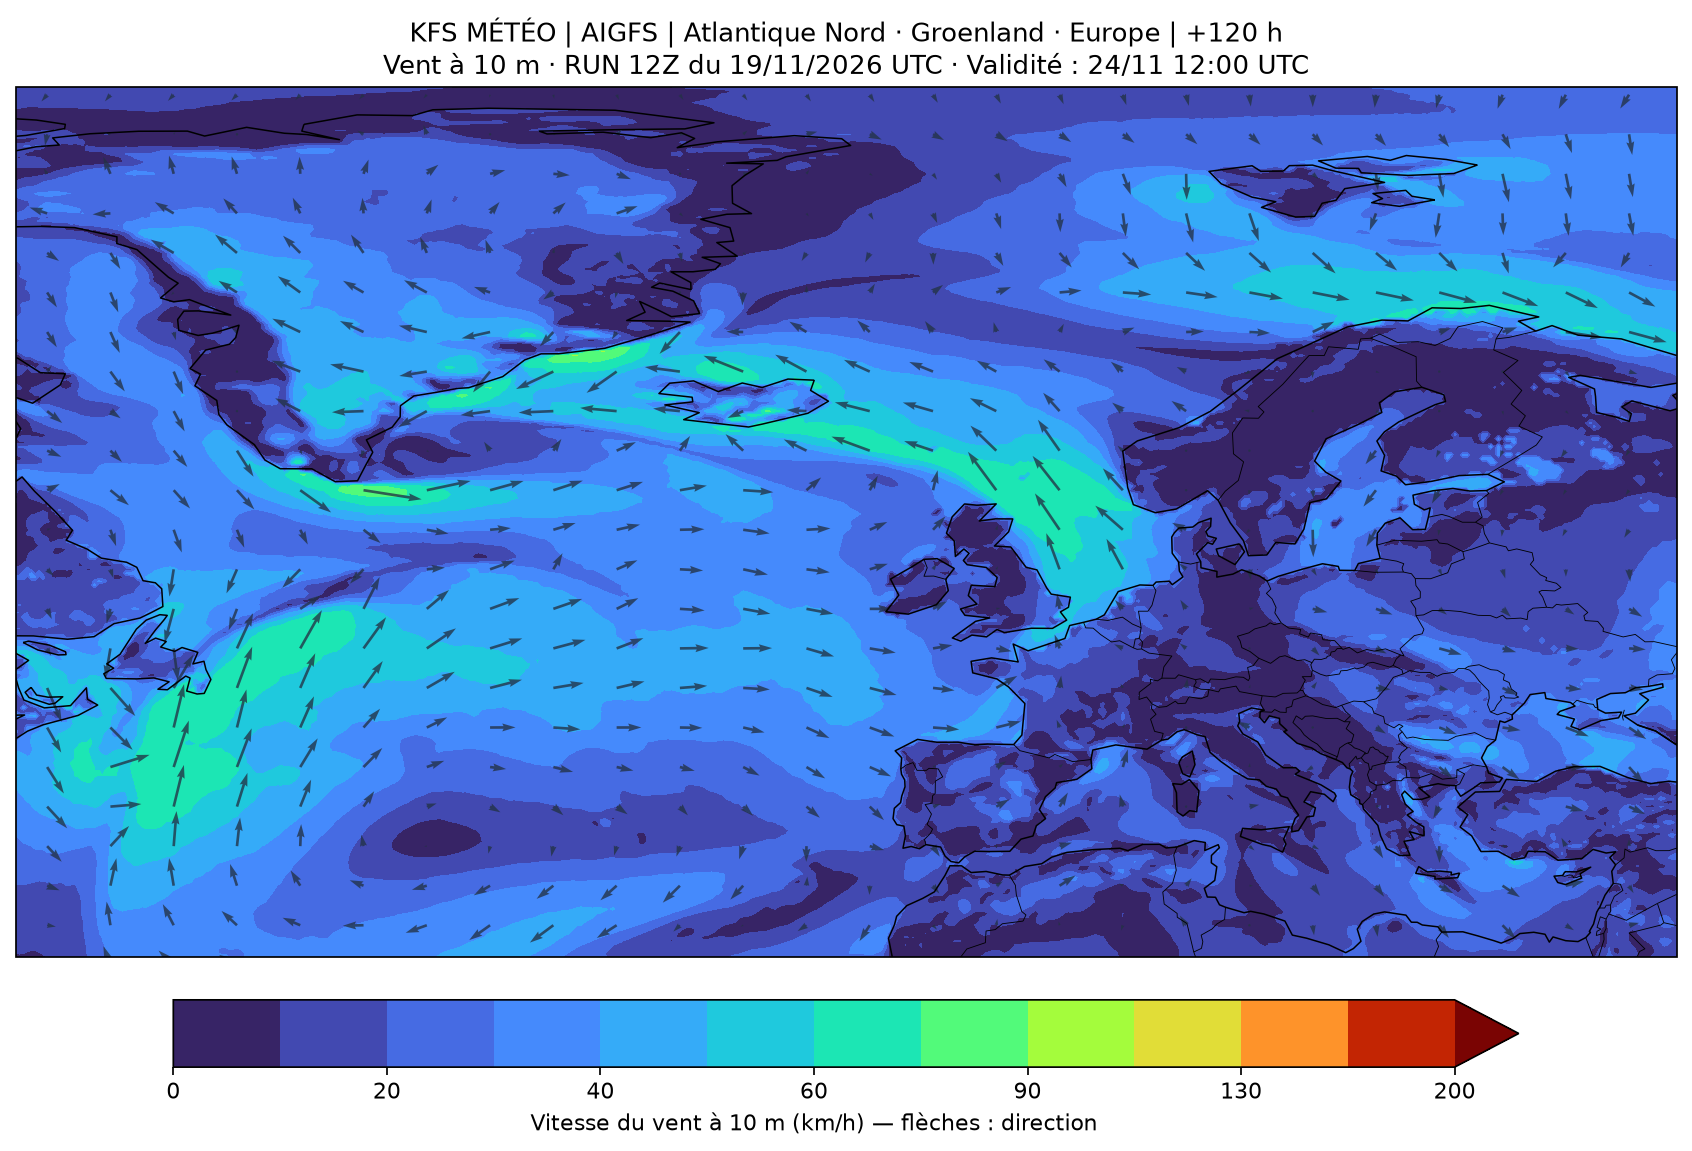 KFS MÉTÉO | AIGFS | Atlantique Nord · Groenland · Europe | +120 h
Vent à 10 m · RUN 12Z du 19/11/2026 UTC · Validité : 24/11 12:00 UTC
0 20 40 60 90 130 200
Vitesse du vent à 10 m (km/h) — flèches : direction